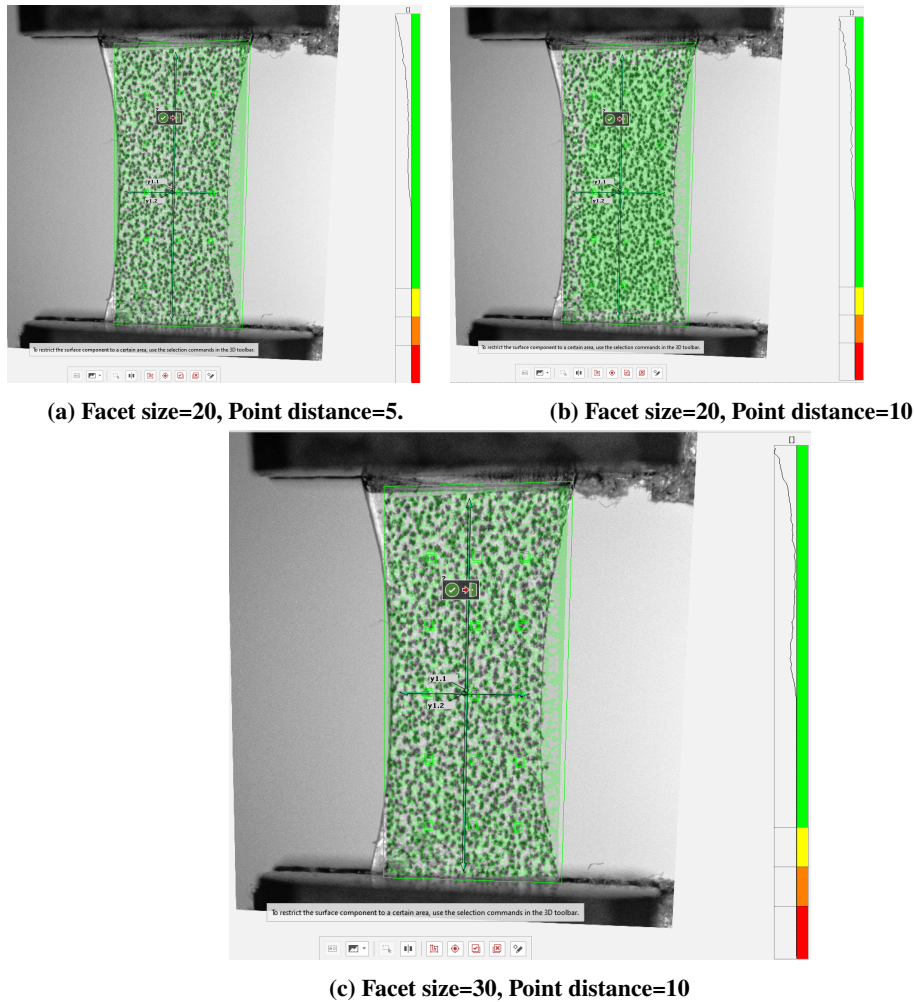 []
[]
?
?
y1.1
y1.2
y1.1
y1.2
To restrict the surface component to a certain area, use the selection commands in the 3D toolbar.
To restrict the surface component to a certain area, use the selection commands in the 3D toolbar.
(a) Facet size=20, Point distance=5.
(b) Facet size=20, Point distance=10
[]
?
y1.1
y1.2
To restrict the surface component to a certain area, use the selection commands in the 3D toolbar.
(c) Facet size=30, Point distance=10